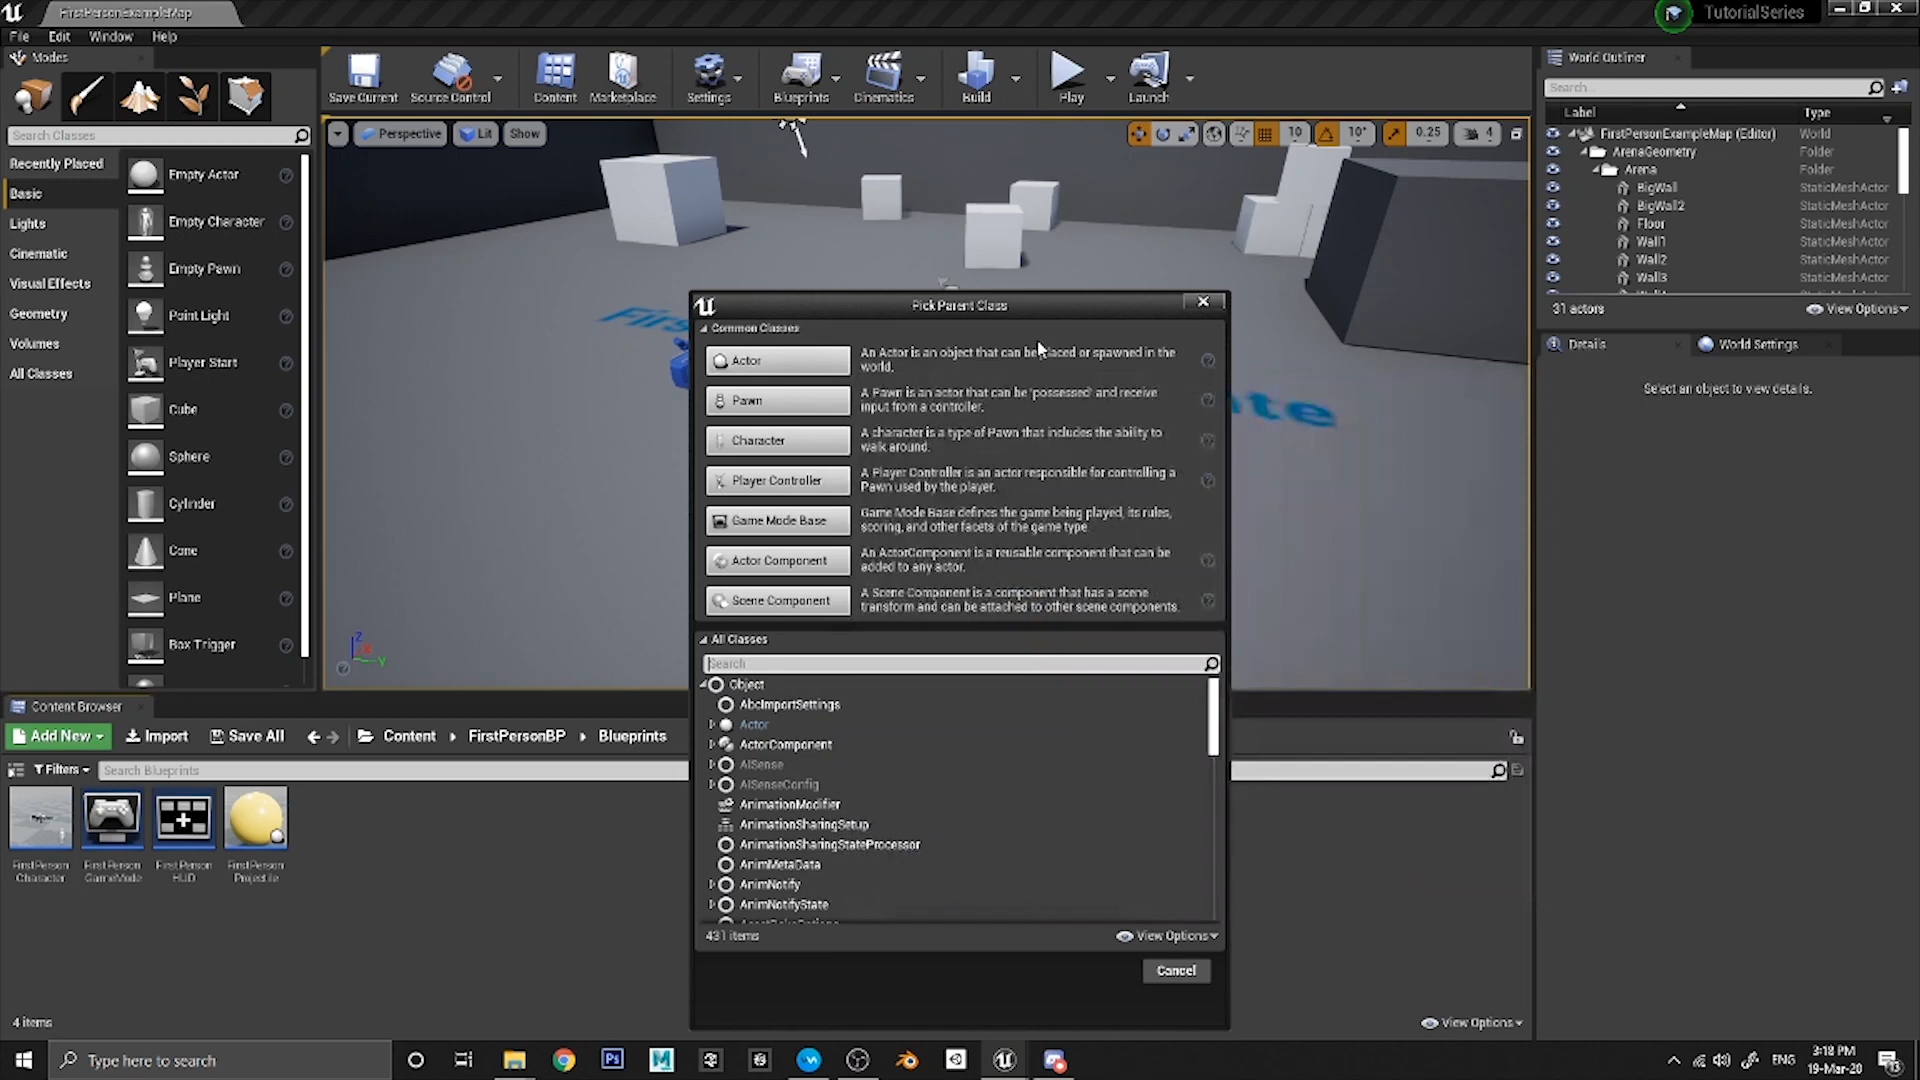 FirstPersonExampleMap
TutorialSeries
File Edit Window Help
Modes
Search Classes
Recently Placed
Basic
Lights
Cinematic
Visual Effects
Geometry
Volumes
All Classes
Empty Actor
Empty Character
Empty Pawn
Point Light
Player Start
Cube
Sphere
Cylinder
Cone
Plane
Box Trigger
Save Current
Source Control
Content
Marketplace
Settings
Blueprints
Cinematics
Build
Play
Launch
Perspective
Lit
Show
10
10°
0.25
4
World Outliner
Search...
Label Type
FirstPersonExampleMap (Editor) World
ArenaGeometry Folder
Arena Folder
BigWall StaticMeshActor
BigWall2 StaticMeshActor
Floor StaticMeshActor
Wall1 StaticMeshActor
Wall2 StaticMeshActor
Wall3 StaticMeshActor
31 actors View Options
Details World Settings
Select an object to view details.
Pick Parent Class
Common Classes
Actor
An Actor is an object that can be placed or spawned in the
world.
Pawn
A Pawn is an actor that can be 'possessed' and receive
input from a controller.
Character
A character is a type of Pawn that includes the ability to
walk around.
Player Controller
A Player Controller is an actor responsible for controlling a
Pawn used by the player.
Game Mode Base
Game Mode Base defines the game being played, its rules,
scoring, and other facets of the game type.
Actor Component
An ActorComponent is a reusable component that can be
added to any actor.
Scene Component
A Scene Component is a component that has a scene
transform and can be attached to other scene components.
All Classes
Search
Object
AbcImportSettings
Actor
ActorComponent
AISense
AISenseConfig
AnimationModifier
AnimationSharingSetup
AnimationSharingStateProcessor
AnimMetaData
AnimNotify
AnimNotifyState
431 items View Options
Cancel
Content Browser
Add New Import Save All Content FirstPersonBP Blueprints
Filters Search Blueprints
FirstPerson
Character
FirstPerson
GameMode
FirstPerson
HUD
FirstPerson
Projectile
4 items View Options
Type here to search
Ps
M
ENG
3:18 PM
19-Mar-20
13